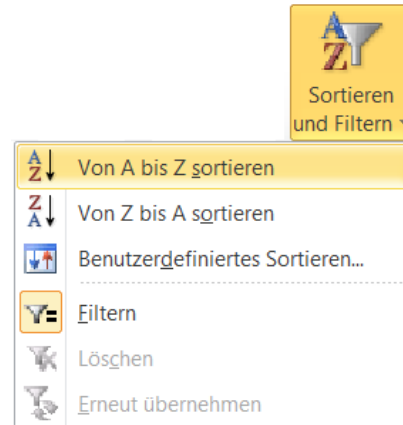 A
Z
Sortieren
und Filtern
A
Z
Von A bis Z sortieren
Z
A
Von Z bis A sortieren
Benutzerdefiniertes Sortieren...
Filtern
Löschen
Erneut übernehmen